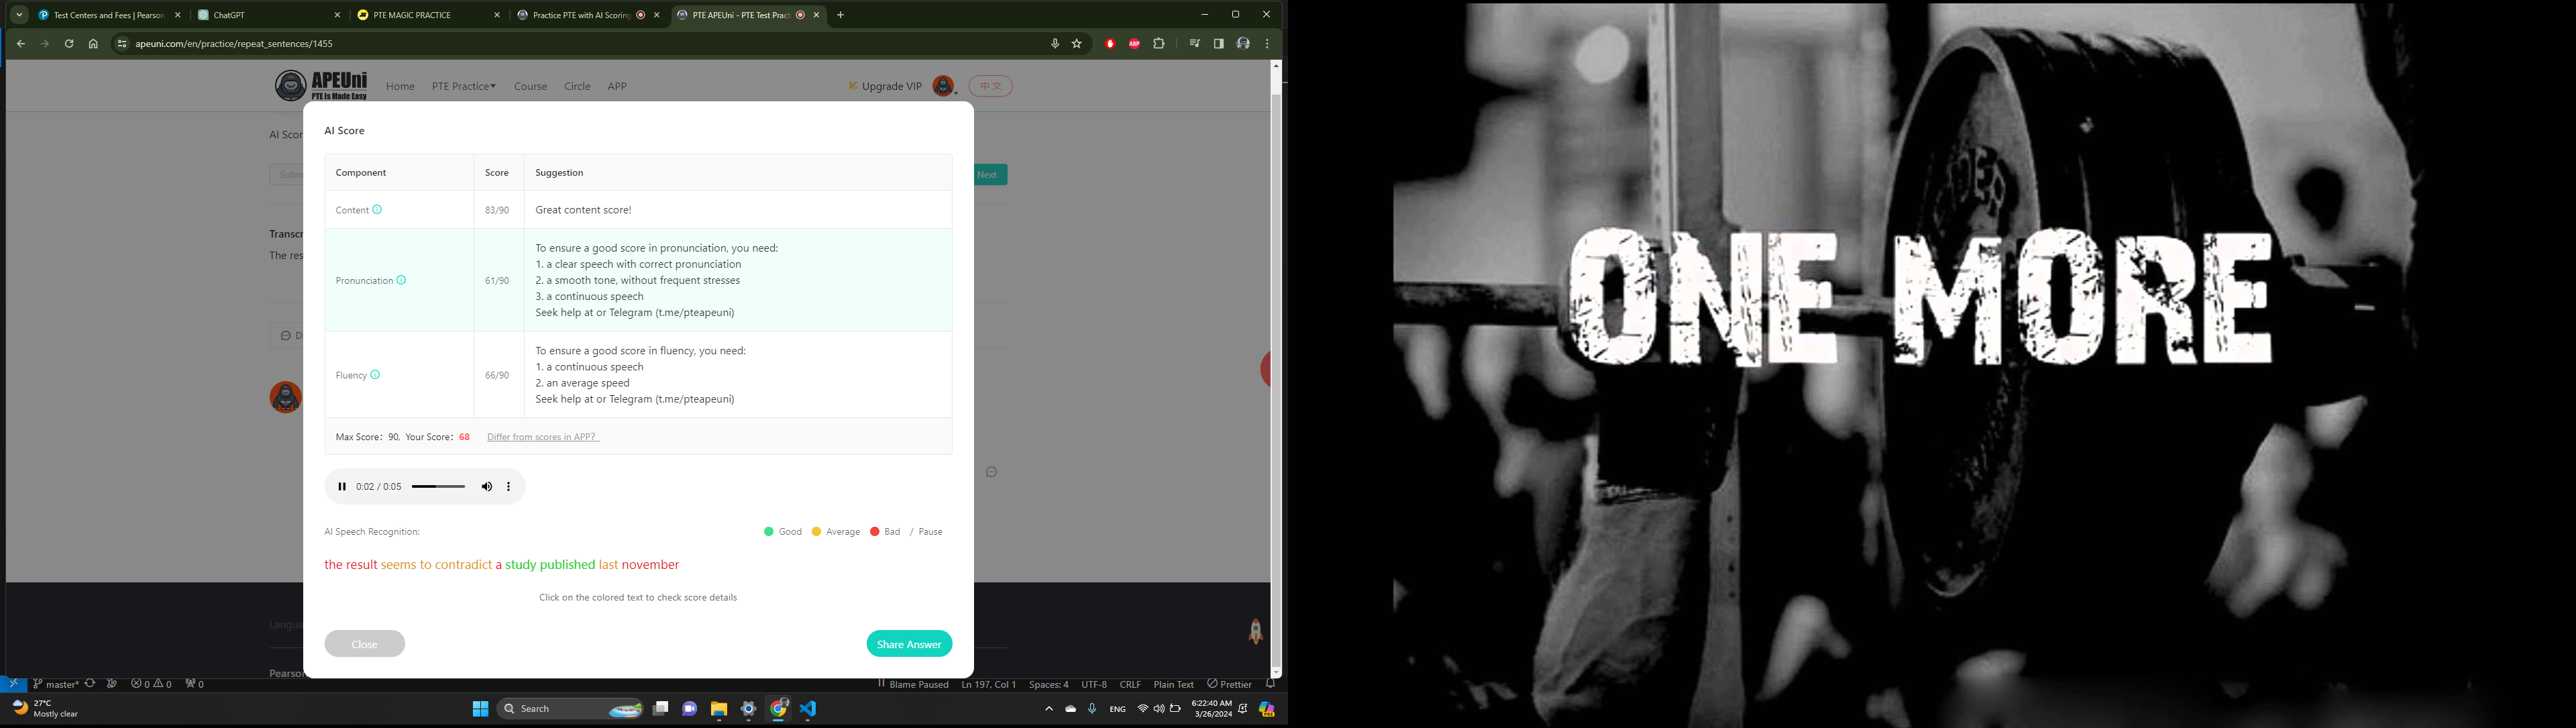 Test Centers and Fees | Pearson
ChatGPT
PTE MAGIC PRACTICE
Practice PTE with AI Scoring
PTE APEUni - PTE Test Pract
apeuni.com/en/practice/repeat_sentences/1455
ABP
APEUni
PTE Is Made Easy
Home
PTE Practice
Course
Circle
APP
Upgrade VIP
中文
AI Scor
AI Score
Subm
Next
Component
Score
Suggestion
Content
83/90
Great content score!
Transcr
The res
Pronunciation
61/90
To ensure a good score in pronunciation, you need:
1. a clear speech with correct pronunciation
2. a smooth tone, without frequent stresses
3. a continuous speech
Seek help at or Telegram (t.me/pteapeuni)
Di
Fluency
66/90
To ensure a good score in fluency, you need:
1. a continuous speech
2. an average speed
Seek help at or Telegram (t.me/pteapeuni)
Max Score: 90, Your Score: 68
Differ from scores in APP?
0:02 / 0:05
AI Speech Recognition:
Good
Average
Bad
/ Pause
the result seems to contradict a study published last november
Click on the colored text to check score details
Langua
Close
Share Answer
Pearson
master*
0
0
0
Blame Paused
Ln 197, Col 1
Spaces: 4
UTF-8
CRLF
Plain Text
Prettier
27°C
Mostly clear
Search
ENG
6:22:40 AM
3/26/2024
ONE MORE